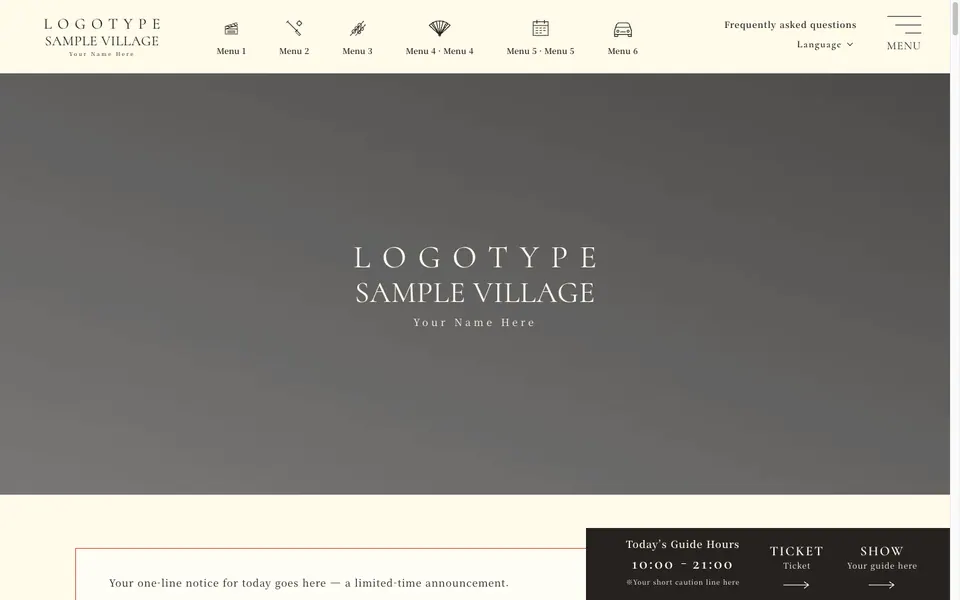 LOGOTYPE
SAMPLE VILLAGE
Your Name Here
Menu 1
Menu 2
Menu 3
Menu 4 · Menu 4
Menu 5 · Menu 5
Menu 6
Frequently asked questions
Language
MENU
LOGOTYPE
SAMPLE VILLAGE
Your Name Here
Your one-line notice for today goes here — a limited-time announcement.
Today's Guide Hours
10:00 - 21:00
※Your short caution line here
TICKET
Ticket
SHOW
Your guide here